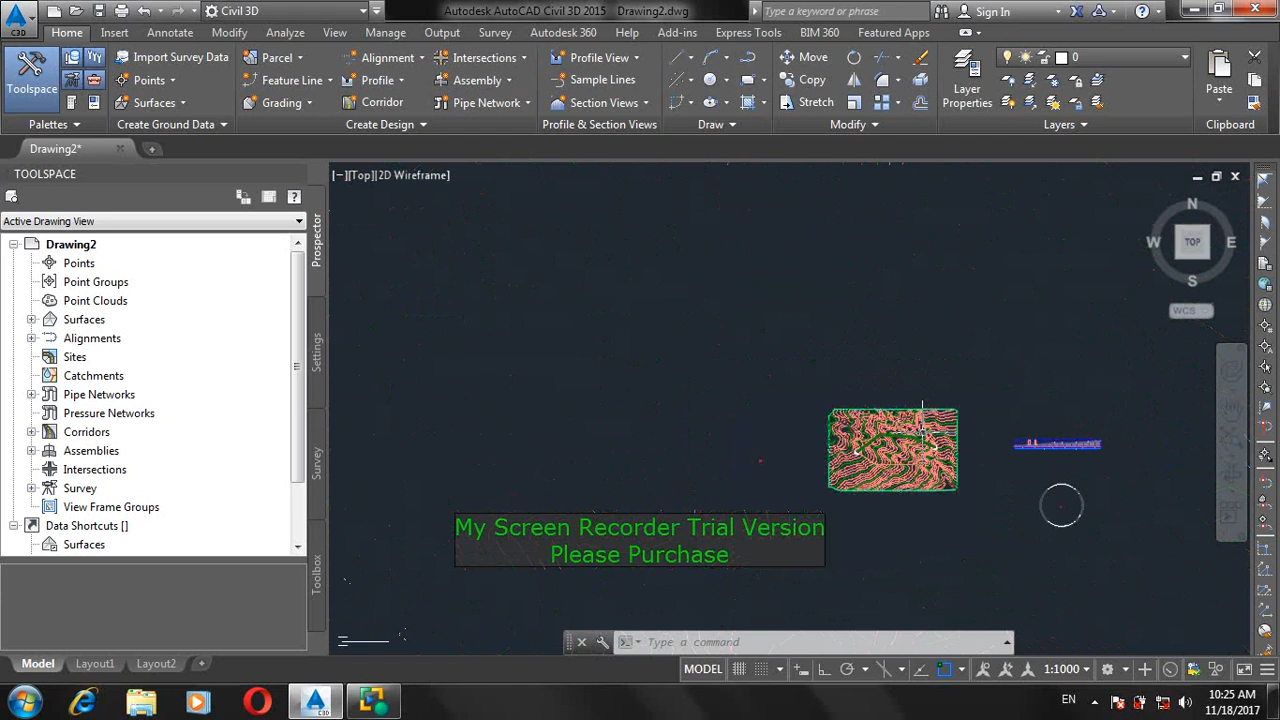 Civil 3D
Autodesk AutoCAD Civil 3D 2015 Drawing2.dwg
Type a keyword or phrase
Sign In
C3D
Home Insert Annotate Modify Analyze View Manage Output Survey Autodesk 360 Help Add-ins Express Tools BIM 360 Featured Apps
Toolspace
Import Survey Data
Points
Surfaces
Parcel
Feature Line
Grading
Alignment
Profile
Corridor
Intersections
Assembly
Pipe Network
Profile View
Sample Lines
Section Views
Move
Copy
Stretch
Layer
Properties
0
Paste
Palettes
Create Ground Data
Create Design
Profile & Section Views
Draw
Modify
Layers
Clipboard
Drawing2*
TOOLSPACE
Active Drawing View
Drawing2
Points
Point Groups
Point Clouds
Surfaces
Alignments
Sites
Catchments
Pipe Networks
Pressure Networks
Corridors
Assemblies
Intersections
Survey
View Frame Groups
Data Shortcuts []
Surfaces
Prospector
Settings
Survey
Toolbox
[−][Top][2D Wireframe]
N
W TOP E
S
WCS
My Screen Recorder Trial Version
Please Purchase
Type a command
Model Layout1 Layout2
MODEL
1:1000
C3D
EN
10:25 AM
11/18/2017